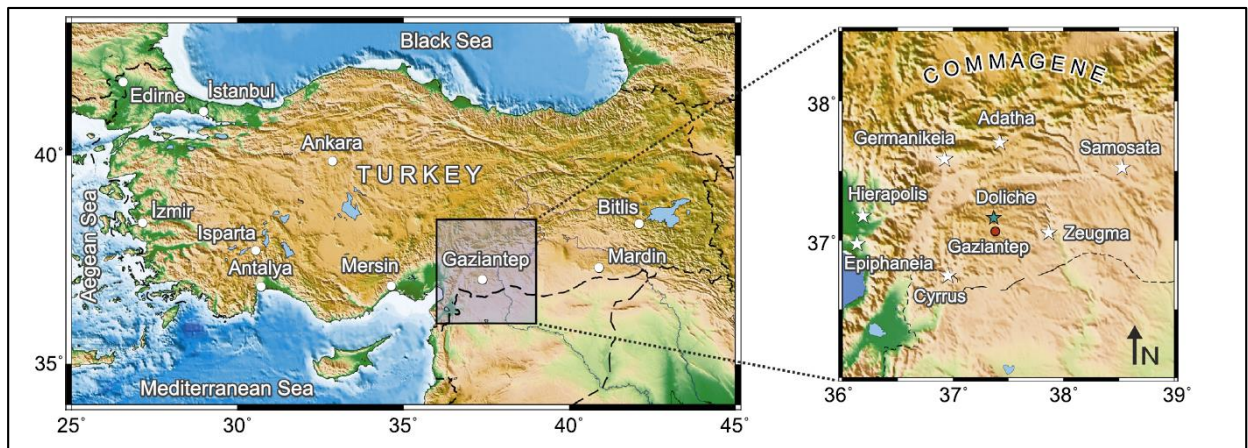 Black Sea
Edirne
İstanbul
Ankara
TURKEY
Aegean Sea
İzmir
Isparta
Antalya
Mersin
Gaziantep
Bitlis
Mardin
Mediterranean Sea
40°
35°
25°
30°
35°
40°
45°
COMMAGENE
Adatha
Germanikeia
Samosata
Hierapolis
Doliche
Gaziantep
Zeugma
Epiphaneia
Cyrrus
N
38°
37°
36°
37°
38°
39°